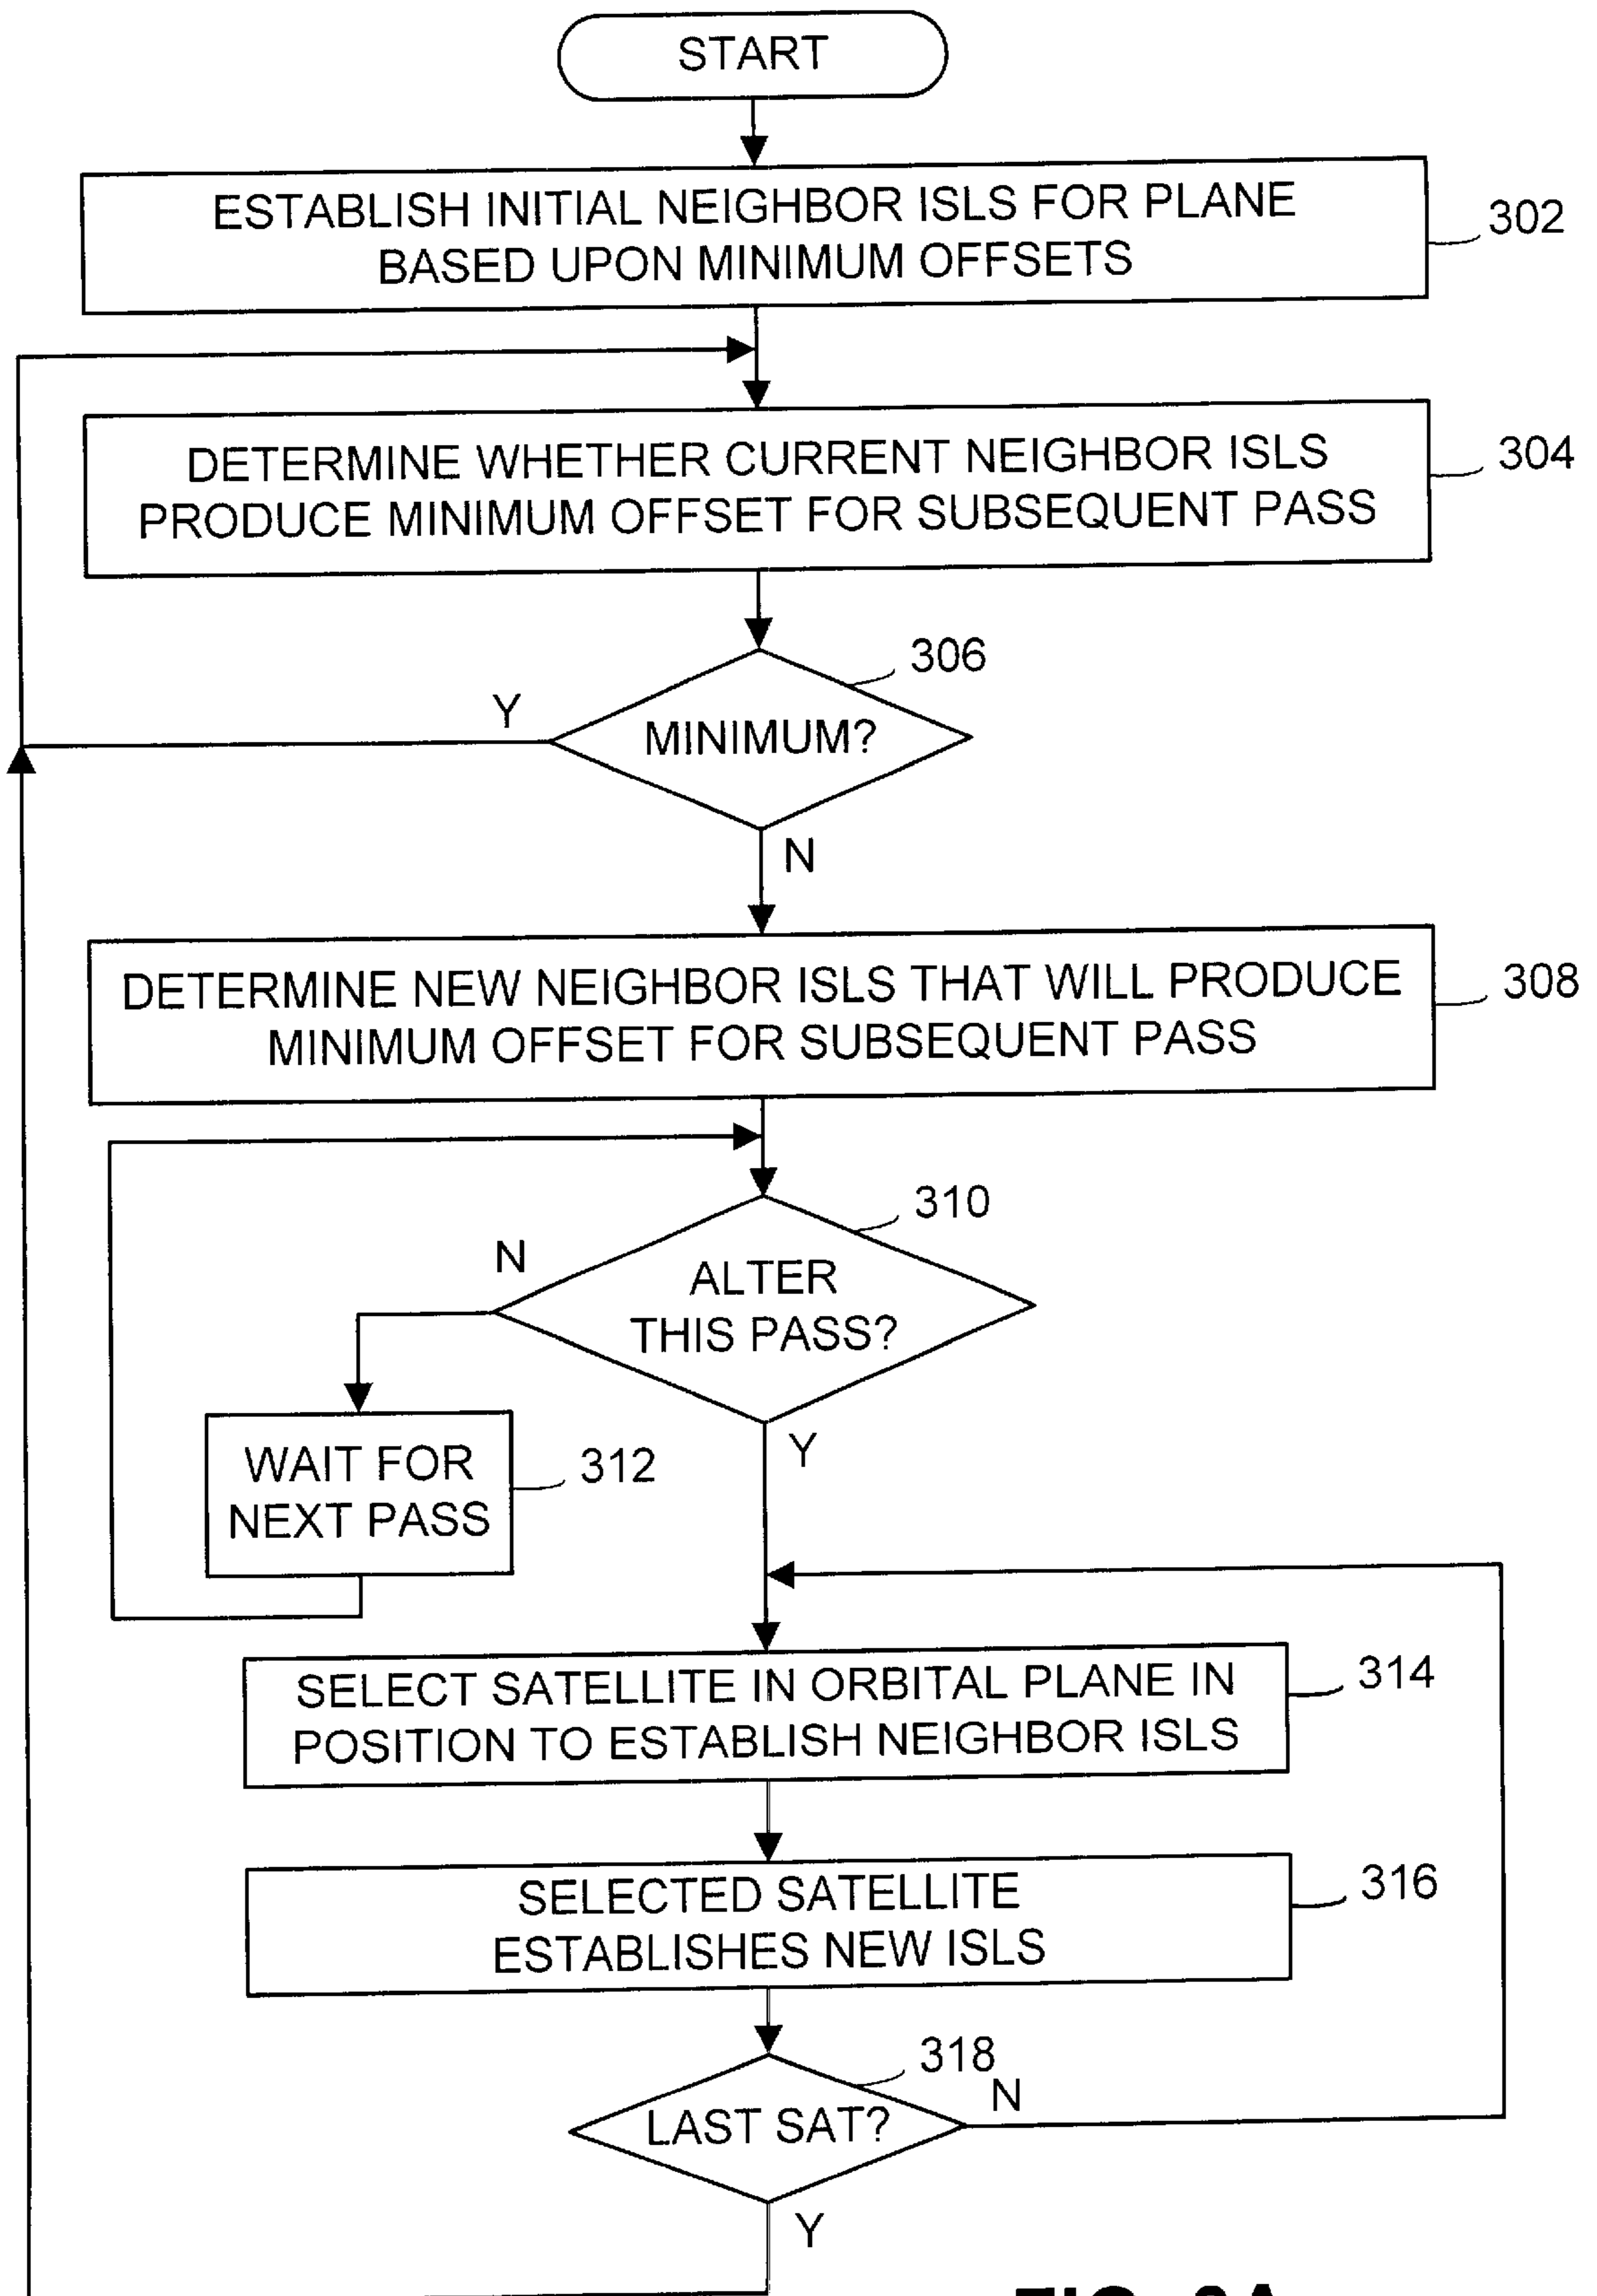 START
ESTABLISH INITIAL NEIGHBOR ISLS FOR PLANE
BASED UPON MINIMUM OFFSETS
302
DETERMINE WHETHER CURRENT NEIGHBOR ISLS
PRODUCE MINIMUM OFFSET FOR SUBSEQUENT PASS
304
306
Y
MINIMUM?
N
DETERMINE NEW NEIGHBOR ISLS THAT WILL PRODUCE
MINIMUM OFFSET FOR SUBSEQUENT PASS
308
310
N
ALTER
THIS PASS?
Y
WAIT FOR
NEXT PASS
312
SELECT SATELLITE IN ORBITAL PLANE IN
POSITION TO ESTABLISH NEIGHBOR ISLS
314
SELECTED SATELLITE
ESTABLISHES NEW ISLS
316
318
N
LAST SAT?
Y